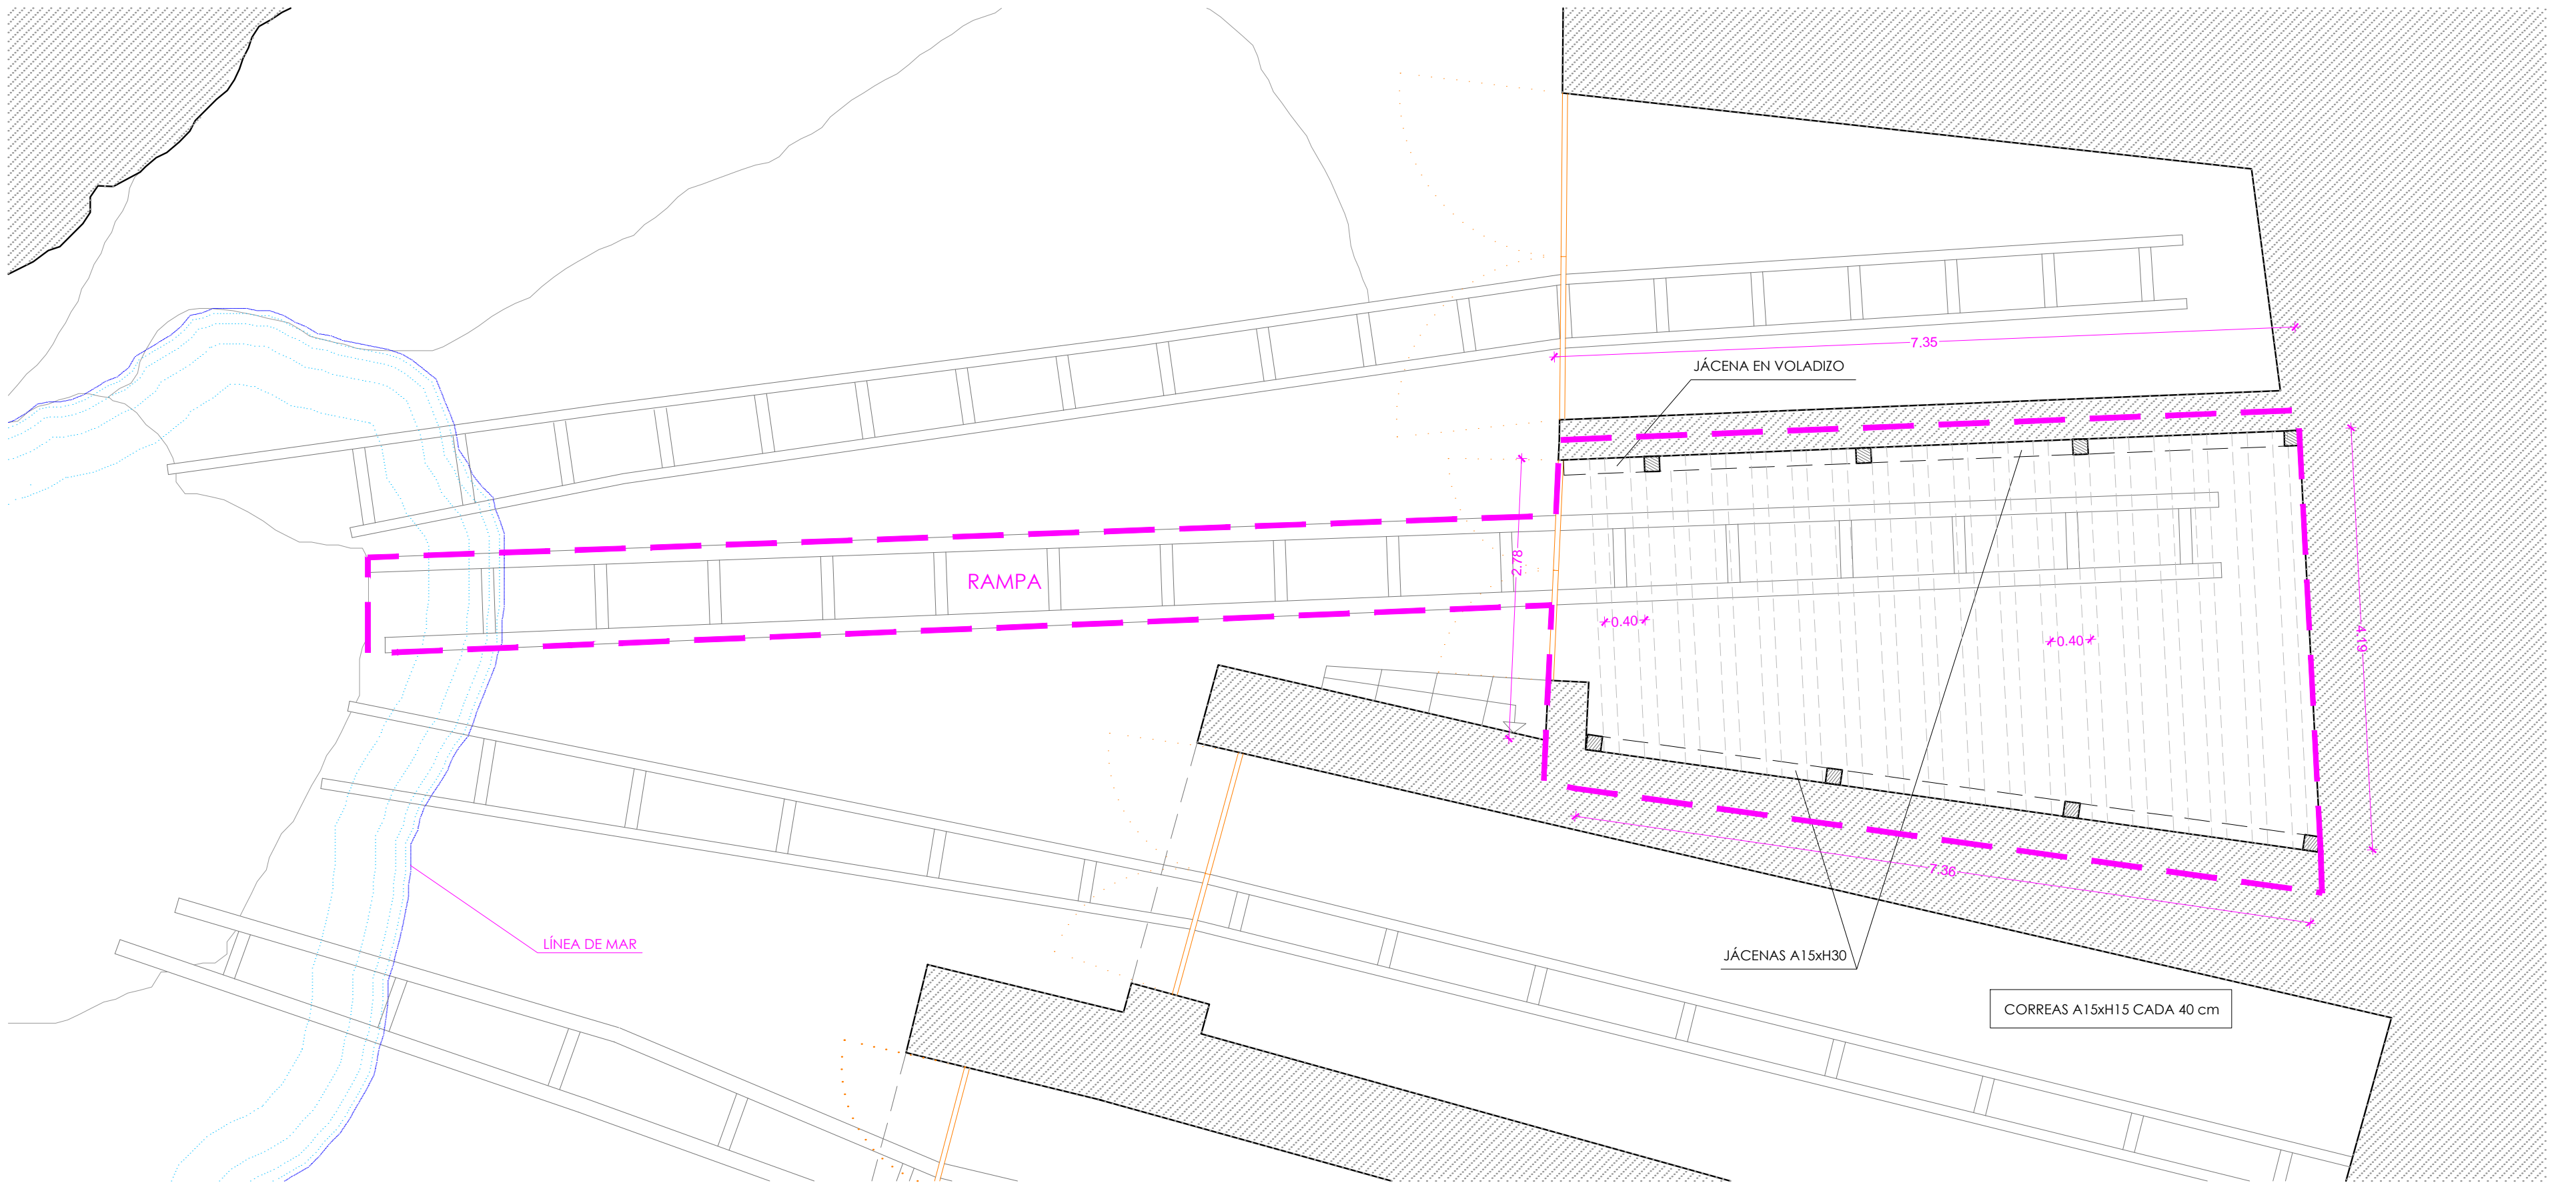 7.35
JÁCENA EN VOLADIZO
2.78
RAMPA
0.40
0.40
4.19
7.36
LÍNEA DE MAR
JÁCENAS A15xH30
CORREAS A15xH15 CADA 40 cm